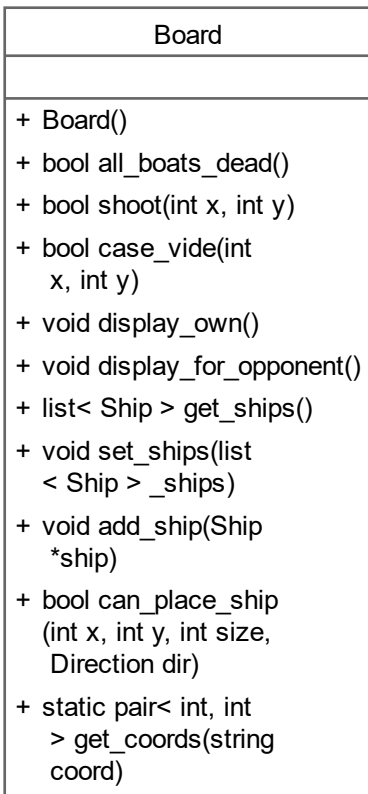 Board
+ Board()
+ bool all_boats_dead()
+ bool shoot(int x, int y)
+ bool case_vide(int
x, int y)
+ void display_own()
+ void display_for_opponent()
+ list< Ship > get_ships()
+ void set_ships(list
< Ship > _ships)
+ void add_ship(Ship
*ship)
+ bool can_place_ship
(int x, int y, int size,
Direction dir)
+ static pair< int, int
> get_coords(string
coord)